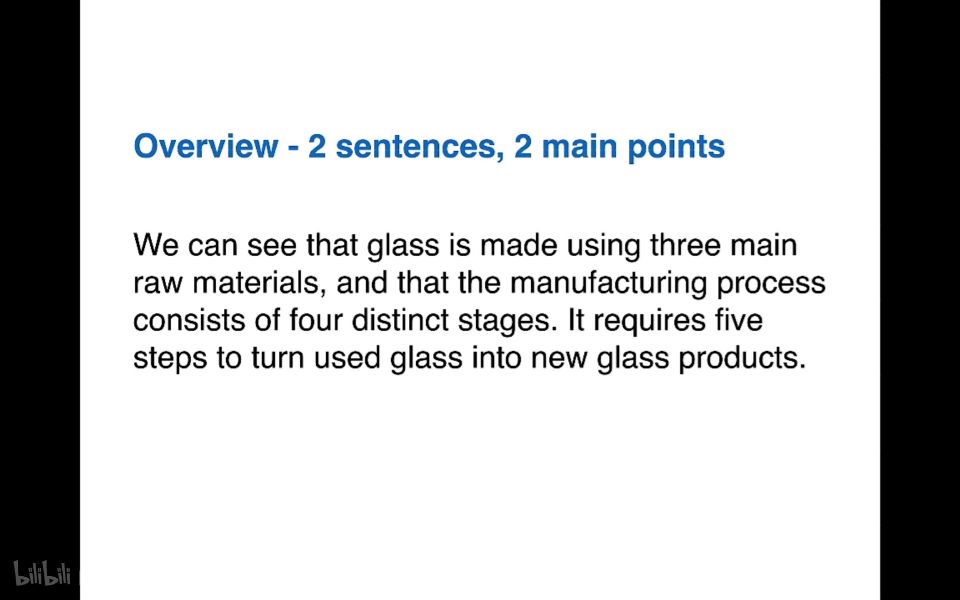 Overview - 2 sentences, 2 main points
We can see that glass is made using three main
raw materials, and that the manufacturing process
consists of four distinct stages. It requires five
steps to turn used glass into new glass products.
bilibili